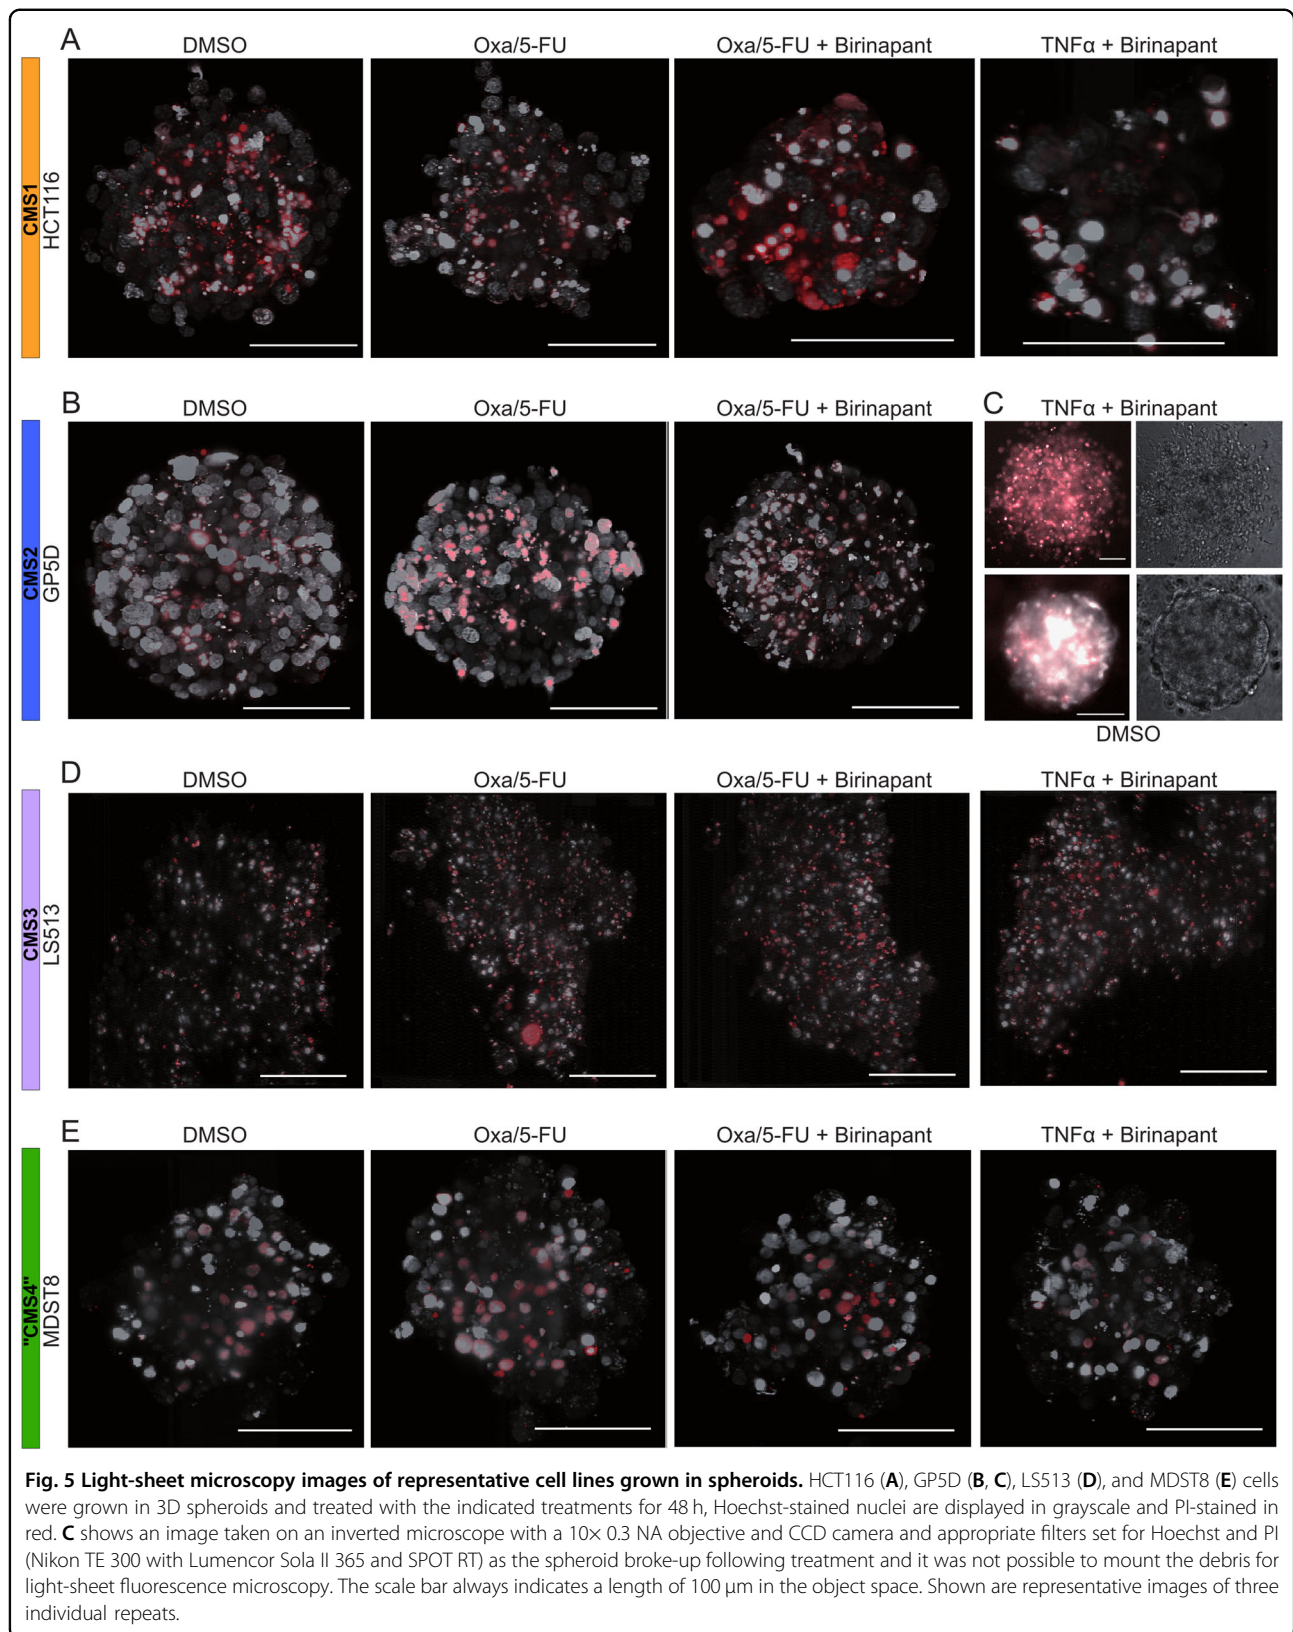 A
DMSO
Oxa/5-FU
Oxa/5-FU + Birinapant
TNFα + Birinapant
CMS1
HCT116
B
DMSO
Oxa/5-FU
Oxa/5-FU + Birinapant
C
TNFα + Birinapant
CMS2
GP5D
DMSO
D
DMSO
Oxa/5-FU
Oxa/5-FU + Birinapant
TNFα + Birinapant
CMS3
LS513
E
DMSO
Oxa/5-FU
Oxa/5-FU + Birinapant
TNFα + Birinapant
"CMS4"
MDST8
Fig. 5 Light-sheet microscopy images of representative cell lines grown in spheroids. HCT116 (A), GP5D (B, C), LS513 (D), and MDST8 (E) cells
were grown in 3D spheroids and treated with the indicated treatments for 48 h, Hoechst-stained nuclei are displayed in grayscale and PI-stained in
red. C shows an image taken on an inverted microscope with a 10× 0.3 NA objective and CCD camera and appropriate filters set for Hoechst and PI
(Nikon TE 300 with Lumencor Sola II 365 and SPOT RT) as the spheroid broke-up following treatment and it was not possible to mount the debris for
light-sheet fluorescence microscopy. The scale bar always indicates a length of 100 µm in the object space. Shown are representative images of three
individual repeats.